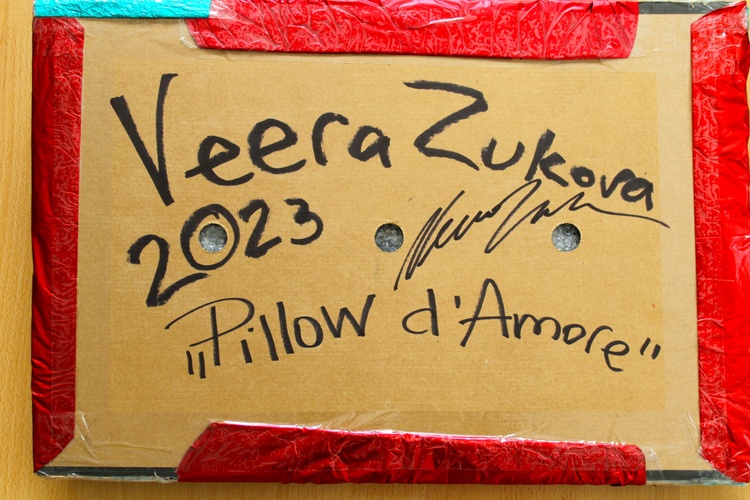 Veera Zukova
2023
„Pillow d'Amore"